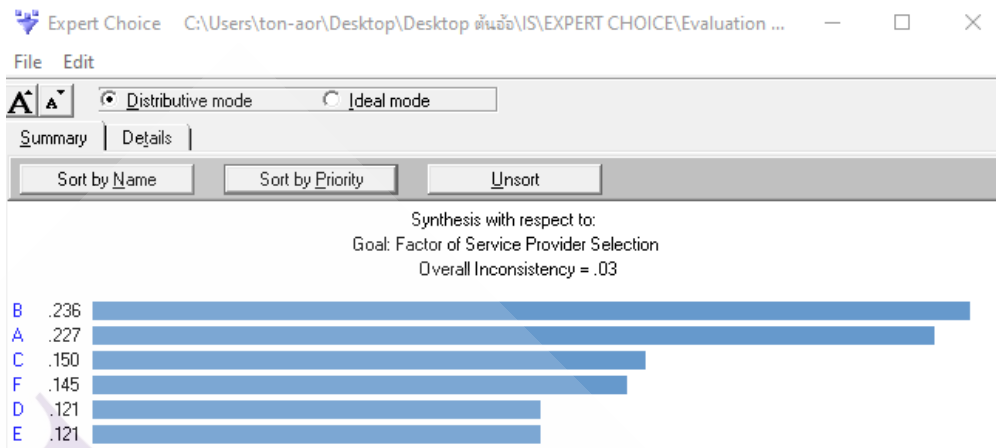 Expert Choice C:\Users\ton-aor\Desktop\Desktop ต้นอ้อ\IS\EXPERT CHOICE\Evaluation ...
File Edit
A A Distributive mode Ideal mode
Summary Details
Sort by Name Sort by Priority Unsort
Synthesis with respect to:
Goal: Factor of Service Provider Selection
Overall Inconsistency = .03
B .236
A .227
C .150
F .145
D .121
E .121